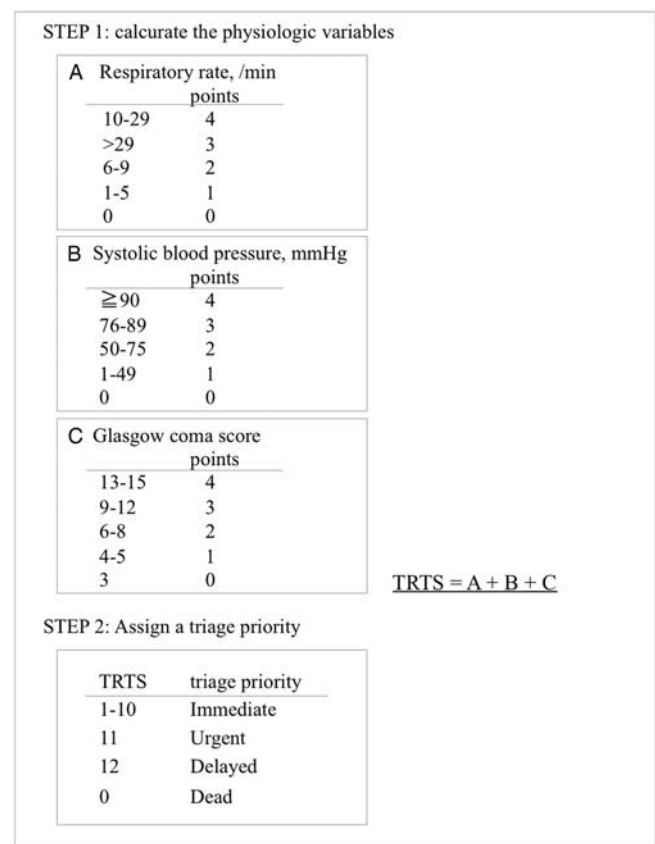 STEP 1: calcurate the physiologic variables
A Respiratory rate, /min
points
10-29 4
>29 3
6-9 2
1-5 1
0 0
B Systolic blood pressure, mmHg
points
≧90 4
76-89 3
50-75 2
1-49 1
0 0
C Glasgow coma score
points
13-15 4
9-12 3
6-8 2
4-5 1
3 0
TRTS = A + B + C
STEP 2: Assign a triage priority
TRTS triage priority
1-10 Immediate
11 Urgent
12 Delayed
0 Dead